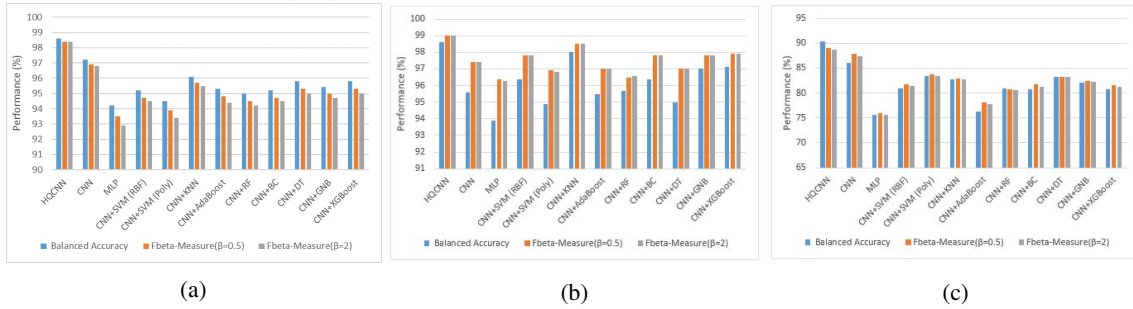 100
99
98
97
96
95
94
93
92
91
90
Performance (%)
HQCNN
CNN
MLP
CNN+SVM (RBF)
CNN+SVM (Poly)
CNN+KNN
CNN+AdaBoost
CNN+RF
CNN+BC
CNN+DT
CNN+GNB
CNN+XGBoost
Balanced Accuracy Fbeta-Measure(β=0.5) Fbeta-Measure(β=2)
(a)
100
99
98
97
96
95
94
93
92
91
Performance (%)
HQCNN
CNN
MLP
CNN+SVM (RBF)
CNN+SVM (Poly)
CNN+KNN
CNN+AdaBoost
CNN+RF
CNN+BC
CNN+DT
CNN+GNB
CNN+XGBoost
Balanced Accuracy Fbeta-Measure(β=0.5) Fbeta-Measure(β=2)
(b)
95
90
85
80
75
70
65
Performance (%)
HQCNN
CNN
MLP
CNN+SVM (RBF)
CNN+SVM (Poly)
CNN+KNN
CNN+AdaBoost
CNN+RF
CNN+BC
CNN+DT
CNN+GNB
CNN+XGBoost
Balanced Accuracy Fbeta-Measure(β=0.5) Fbeta-Measure(β=2)
(c)